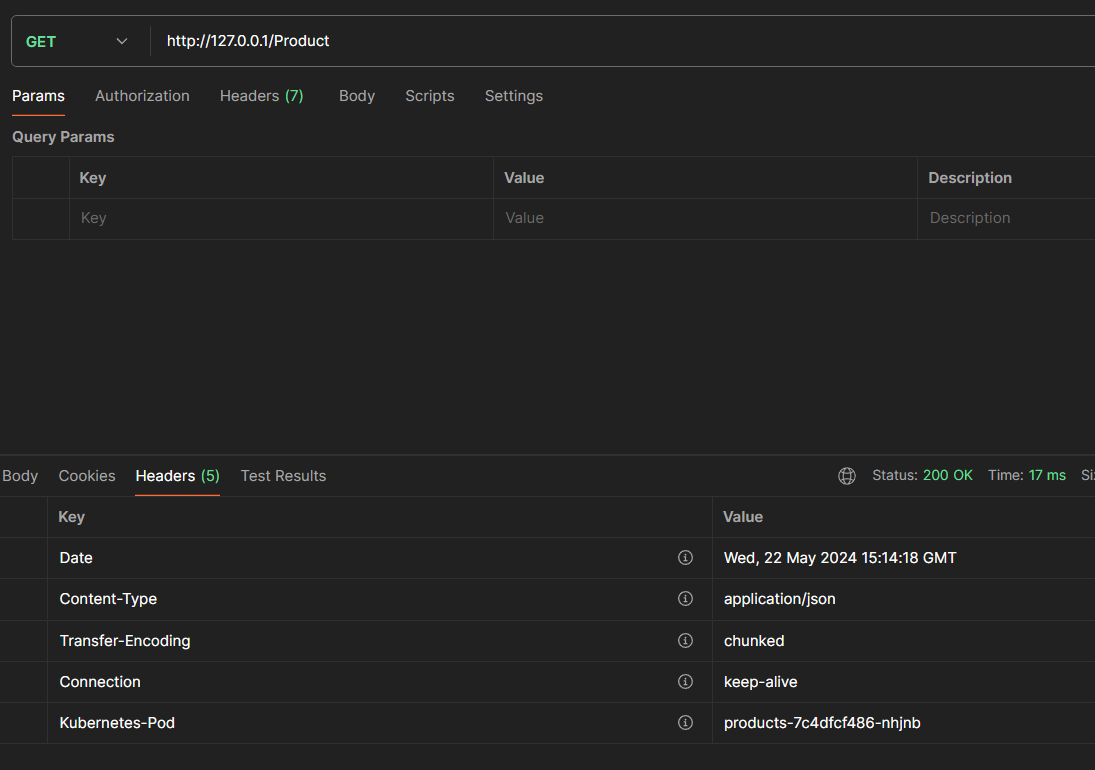 GET http://127.0.0.1/Product
Params Authorization Headers (7) Body Scripts Settings
Query Params
Key Value Description
Key Value Description
Body Cookies Headers (5) Test Results Status: 200 OK Time: 17 ms
Key Value
Date Wed, 22 May 2024 15:14:18 GMT
Content-Type application/json
Transfer-Encoding chunked
Connection keep-alive
Kubernetes-Pod products-7c4dfcf486-nhjnb